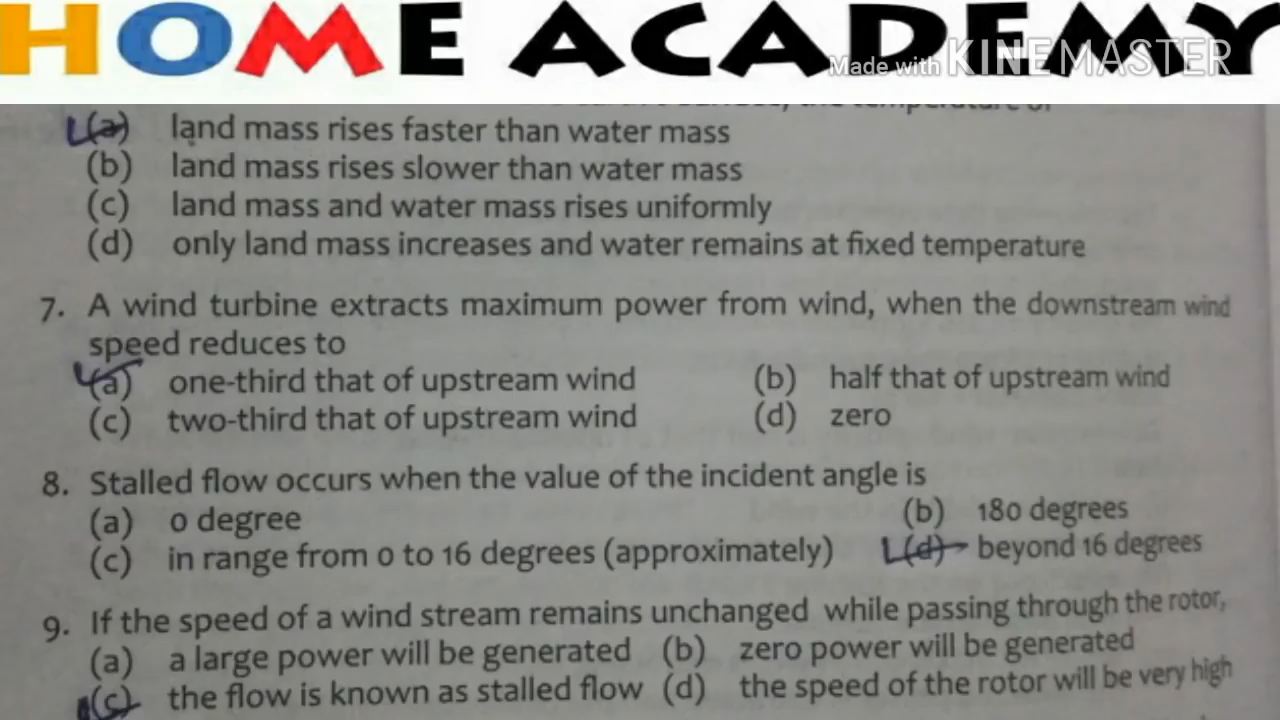 HOME ACADEMY
Made with KINEMASTER
the temperature of
(a) land mass rises faster than water mass
(b) land mass rises slower than water mass
(c) land mass and water mass rises uniformly
(d) only land mass increases and water remains at fixed temperature
7. A wind turbine extracts maximum power from wind, when the downstream wind
speed reduces to
(a) one-third that of upstream wind (b) half that of upstream wind
(c) two-third that of upstream wind (d) zero
8. Stalled flow occurs when the value of the incident angle is
(a) 0 degree (b) 180 degrees
(c) in range from 0 to 16 degrees (approximately) (d) beyond 16 degrees
9. If the speed of a wind stream remains unchanged while passing through the rotor,
(a) a large power will be generated (b) zero power will be generated
(c) the flow is known as stalled flow (d) the speed of the rotor will be very high